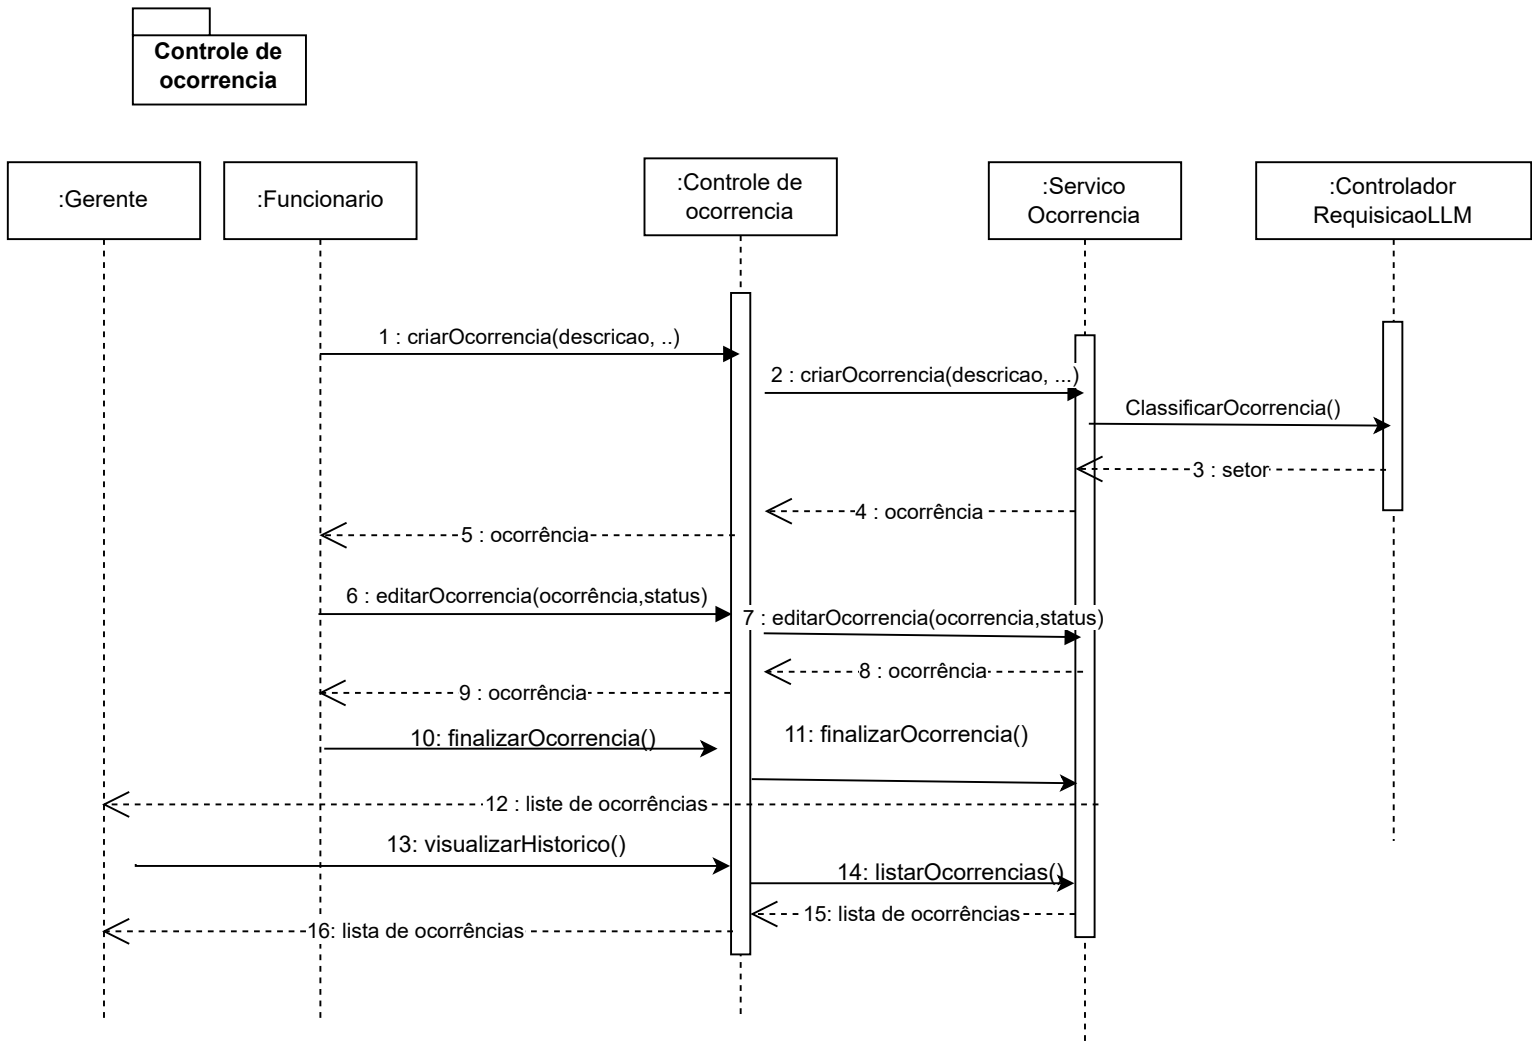 Controle de
ocorrencia
:Gerente
:Funcionario
:Controle de
ocorrencia
:Servico
Ocorrencia
:Controlador
RequisicaoLLM
1 : criarOcorrencia(descricao, ..)
2 : criarOcorrencia(descricao, ...)
ClassificarOcorrencia()
3 : setor
4 : ocorrência
5 : ocorrência
6 : editarOcorrencia(ocorrência,status)
7 : editarOcorrencia(ocorrencia,status)
8 : ocorrência
9 : ocorrência
10: finalizarOcorrencia()
11: finalizarOcorrencia()
12 : liste de ocorrências
13: visualizarHistorico()
14: listarOcorrencias()
15: lista de ocorrências
16: lista de ocorrências